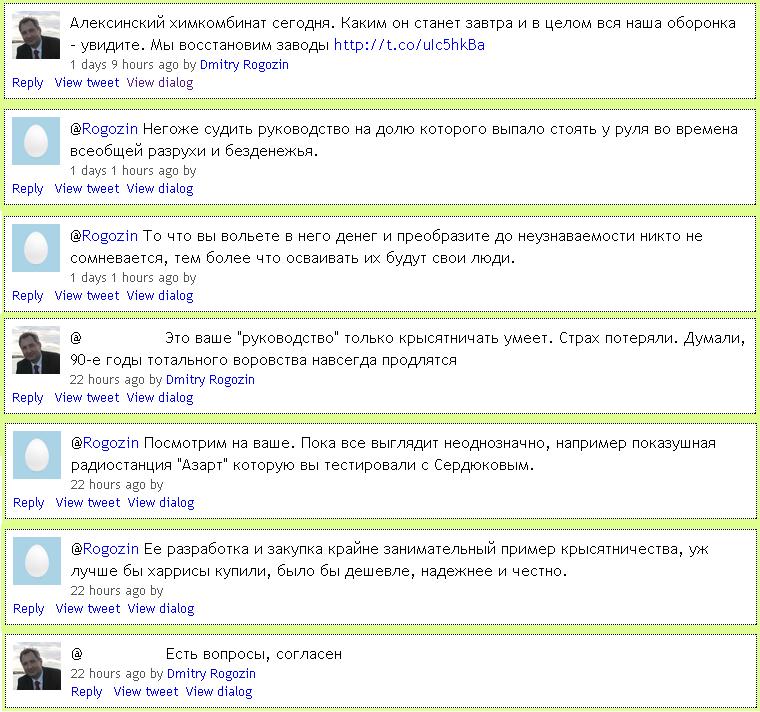 Алексинский химкомбинат сегодня. Каким он станет завтра и в целом вся наша оборонка
- увидите. Мы восстановим заводы http://t.co/uIc5hkBa
1 days 9 hours ago by Dmitry Rogozin
Reply View tweet View dialog
@Rogozin Негоже судить руководство на долю которого выпало стоять у руля во времена
всеобщей разрухи и безденежья.
1 days 1 hours ago by
Reply View tweet View dialog
@Rogozin То что вы вольете в него денег и преобразите до неузнаваемости никто не
сомневается, тем более что осваивать их будут свои люди.
1 days 1 hours ago by
Reply View tweet View dialog
@ Это ваше "руководство" только крысятничать умеет. Страх потеряли. Думали,
90-е годы тотального воровства навсегда продлятся
22 hours ago by Dmitry Rogozin
Reply View tweet View dialog
@Rogozin Посмотрим на ваше. Пока все выглядит неоднозначно, например показушная
радиостанция "Азарт" которую вы тестировали с Сердюковым.
22 hours ago by
Reply View tweet View dialog
@Rogozin Ее разработка и закупка крайне занимательный пример крысятничества, уж
лучше бы харрисы купили, было бы дешевле, надежнее и честно.
22 hours ago by
Reply View tweet View dialog
@ Есть вопросы, согласен
22 hours ago by Dmitry Rogozin
Reply View tweet View dialog